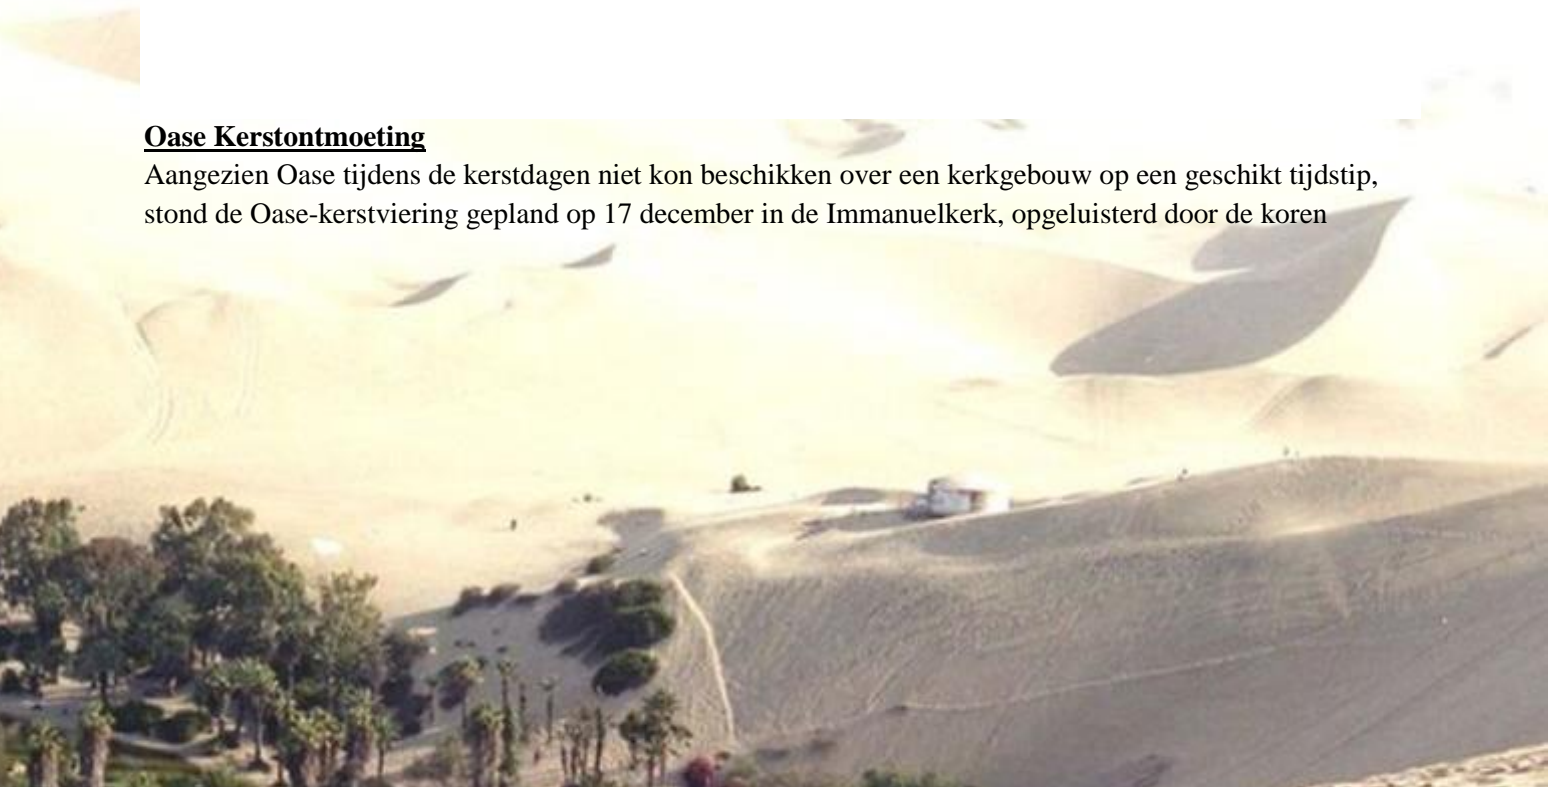 Oase Kerstontmoeting
Aangezien Oase tijdens de kerstdagen niet kon beschikken over een kerkgebouw op een geschikt tijdstip,
stond de Oase-kerstviering gepland op 17 december in de Immanuelkerk, opgeluisterd door de koren